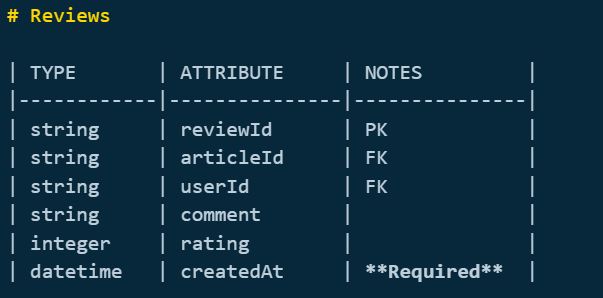 # Reviews
| TYPE       | ATTRIBUTE     | NOTES         |
|------------|---------------|---------------|
| string     | reviewId      | PK            |
| string     | articleId     | FK            |
| string     | userId        | FK            |
| string     | comment       |               |
| integer    | rating        |               |
| datetime   | createdAt     | **Required**  |